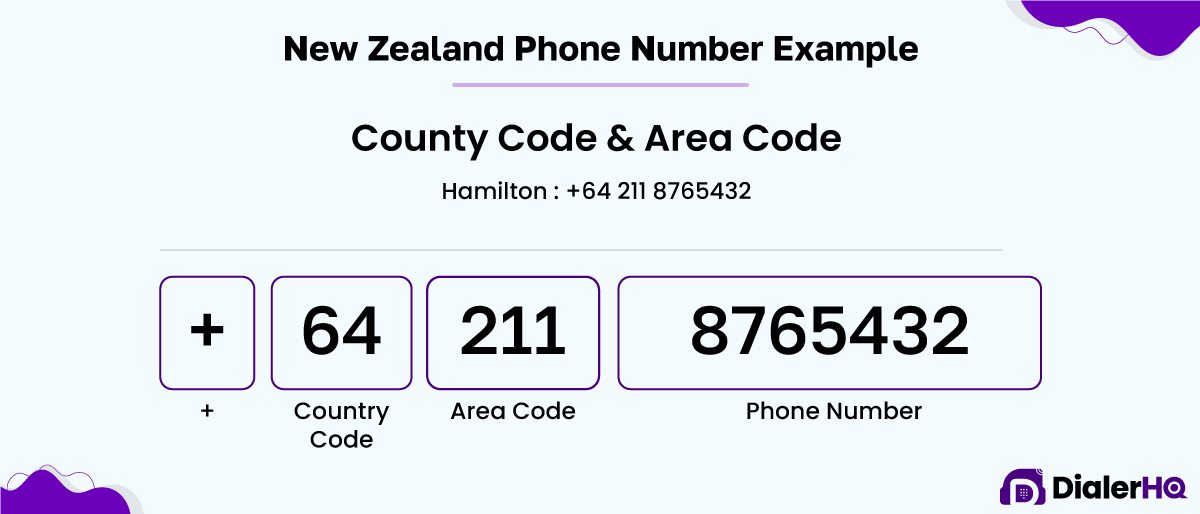 New Zealand Phone Number Example
County Code & Area Code
Hamilton : +64 211 8765432
+
64
211
8765432
+
Country
Code
Area Code
Phone Number
DialerHQ